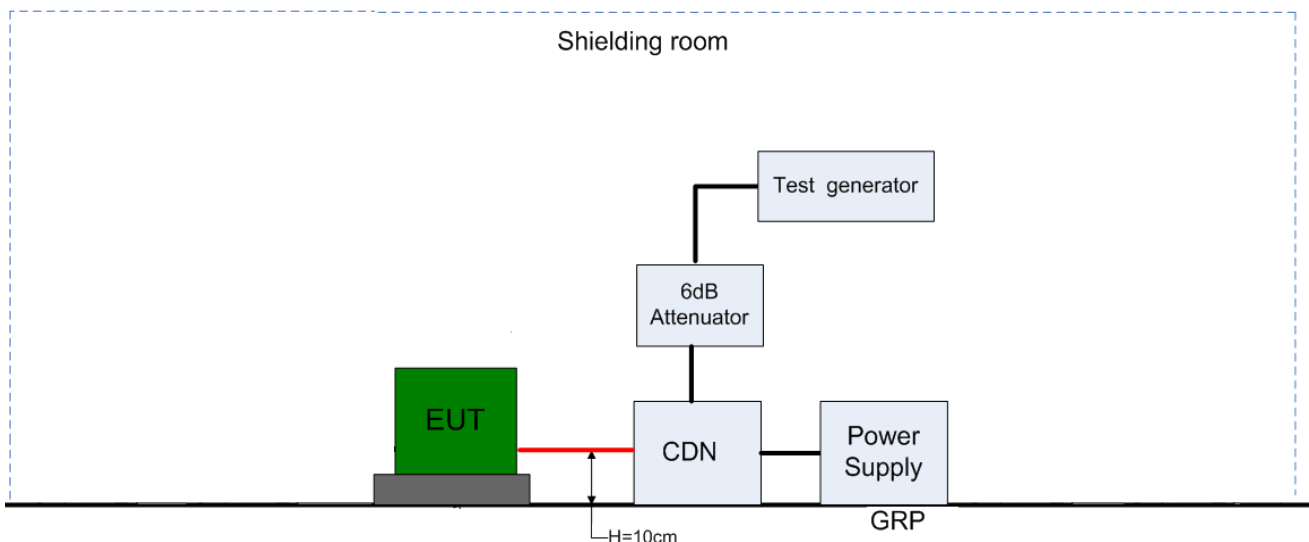 Shielding room
Test generator
6dB
Attenuator
EUT
CDN
Power
Supply
GRP
H=10cm